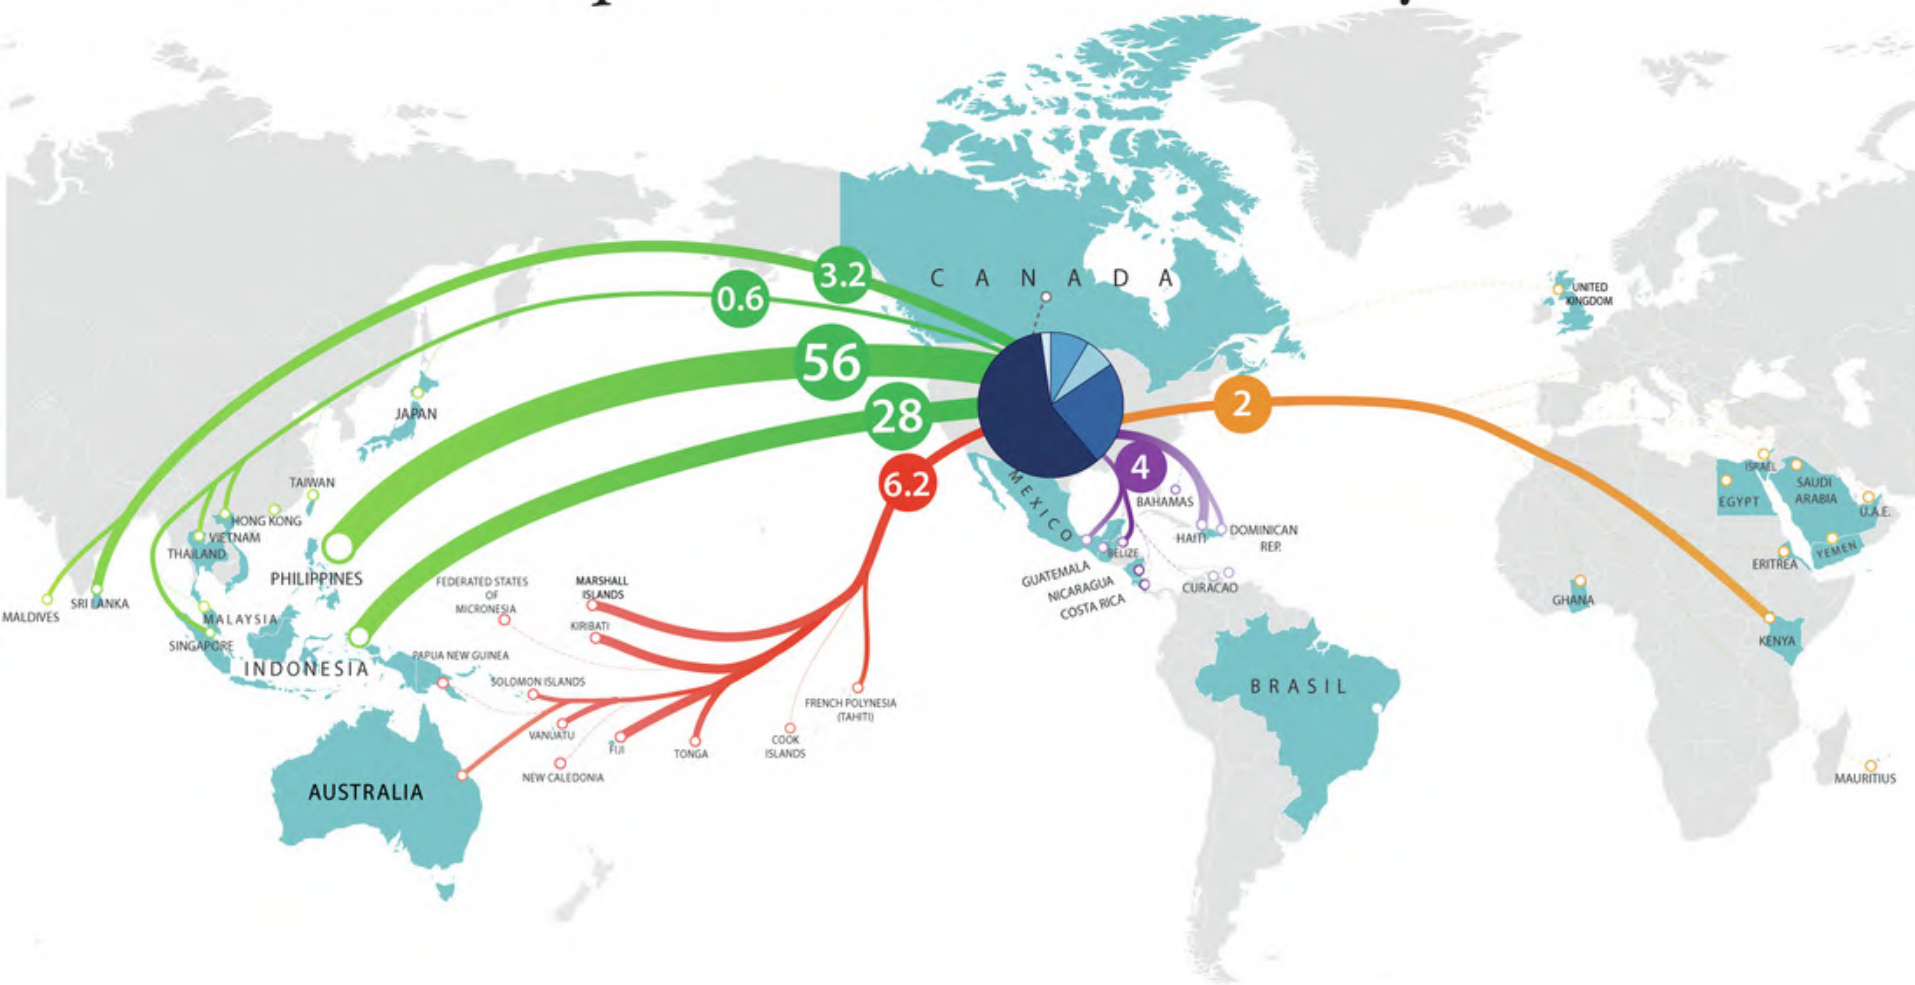 CANADA
3.2
0.6
56
28
6.2
4
2
UNITED
KINGDOM
JAPAN
TAIWAN
HONG KONG
VIETNAM
THAILAND
PHILIPPINES
MALDIVES
SRI LANKA
MALAYSIA
SINGAPORE
INDONESIA
FEDERATED STATES
OF
MICRONESIA
MARSHALL
ISLANDS
KIRIBATI
PAPUA NEW GUINEA
SOLOMON ISLANDS
VANUATU
FIJI
NEW CALEDONIA
TONGA
COOK
ISLANDS
FRENCH POLYNESIA
(TAHITI)
AUSTRALIA
MEXICO
BAHAMAS
HAITI
DOMINICAN
REP.
BELIZE
GUATEMALA
NICARAGUA
COSTA RICA
CURACAO
BRASIL
ISRAEL
EGYPT
SAUDI
ARABIA
U.A.E.
YEMEN
ERITREA
GHANA
KENYA
MAURITIUS